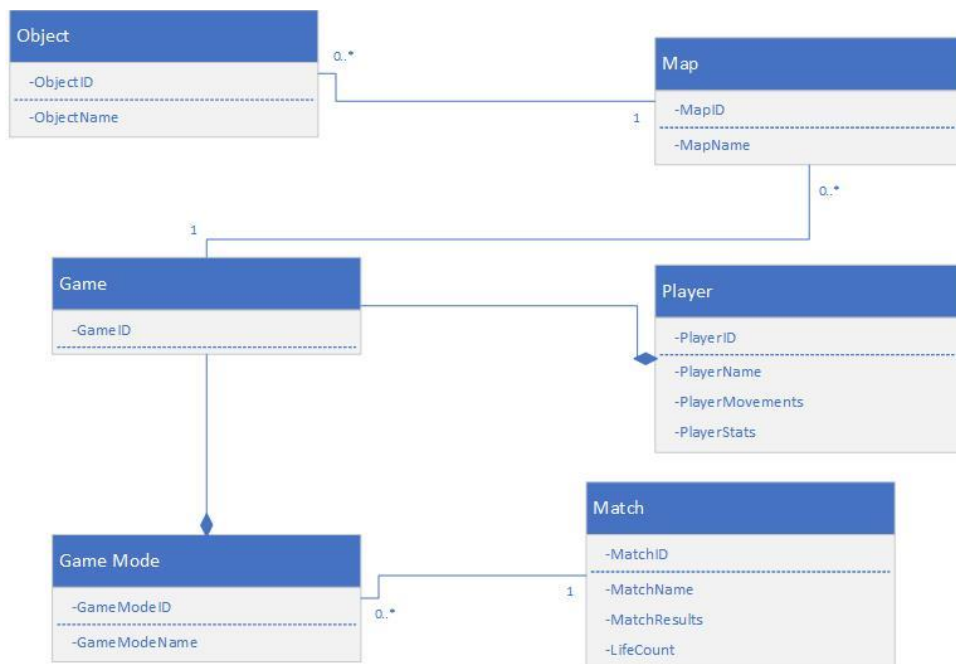 Object
-ObjectID
-ObjectName
0..*
1
Map
-MapID
-MapName
0..*
1
Game
-GameID
Player
-PlayerID
-PlayerName
-PlayerMovements
-PlayerStats
Game Mode
-GameModeID
-GameModeName
0..*
1
Match
-MatchID
-MatchName
-MatchResults
-LifeCount